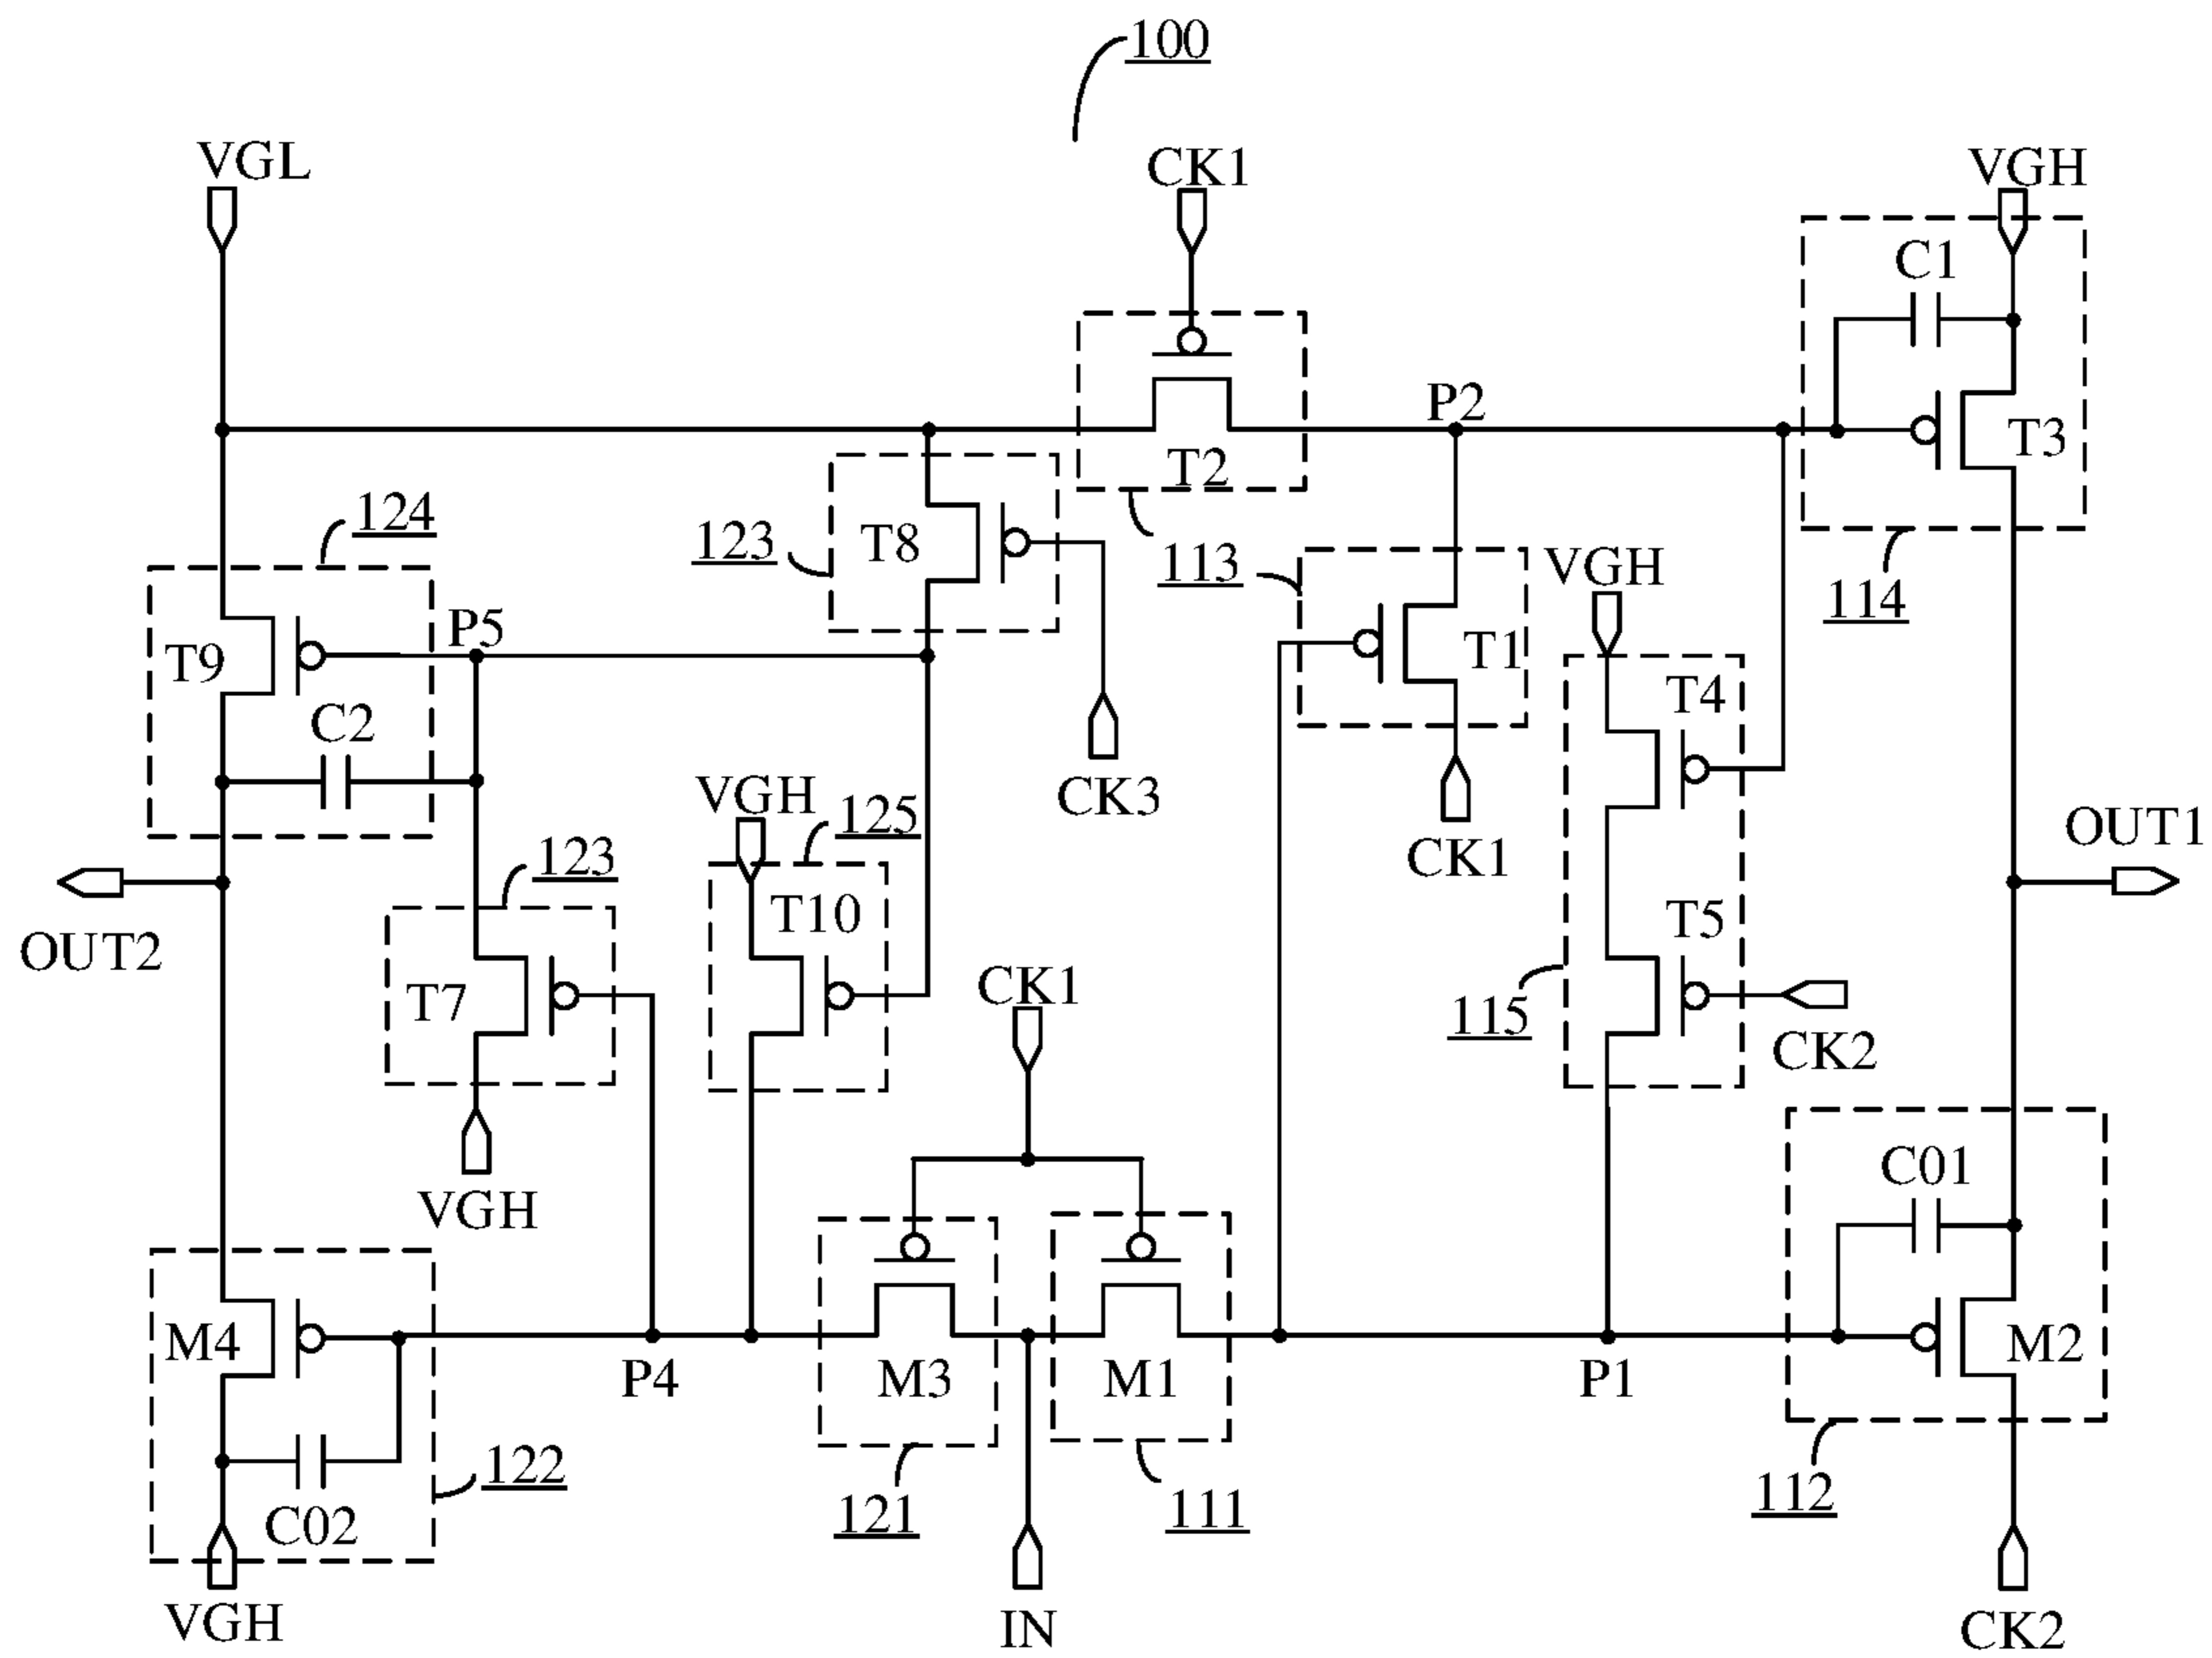 100
VGL
CK1
VGH
C1
P2
T3
T2
124
123
T8
113
VGH
114
P5
T9
T1
T4
C2
CK3
VGH
125
CK1
OUT1
123
T10
T5
OUT2
T7
CK1
115
CK2
VGH
C01
M4
P4
M3
M1
P1
M2
122
121
111
112
C02
VGH
IN
CK2